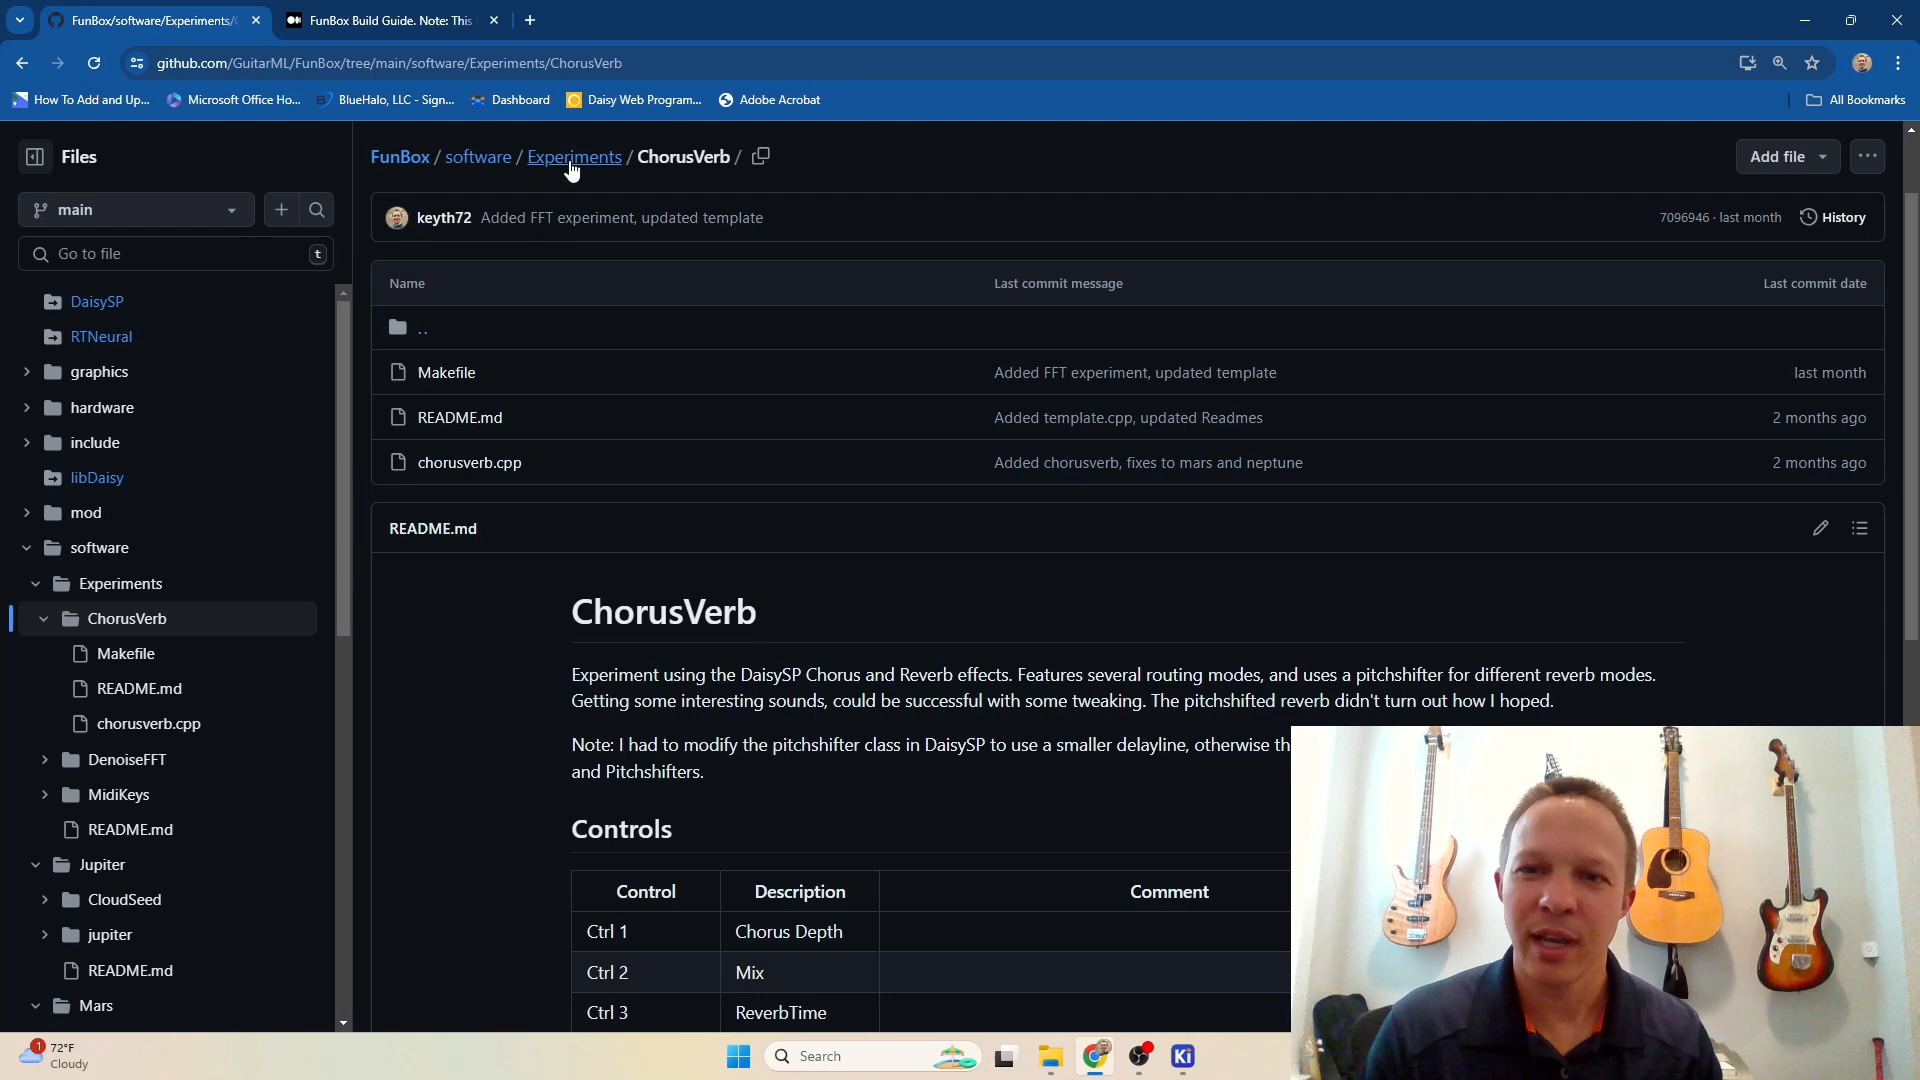 FunBox/software/Experiments/
FunBox Build Guide. Note: This
github.com/GuitarML/FunBox/tree/main/software/Experiments/ChorusVerb
How To Add and Up...
Microsoft Office Ho...
BlueHalo, LLC - Sign...
Dashboard
Daisy Web Program...
Adobe Acrobat
All Bookmarks
Files
FunBox / software / Experiments / ChorusVerb /
Add file
main
keyth72 Added FFT experiment, updated template
7096946 · last month
History
Go to file
t
Name
Last commit message
Last commit date
DaisySP
RTNeural
graphics
hardware
include
libDaisy
mod
software
Experiments
ChorusVerb
Makefile
README.md
chorusverb.cpp
DenoiseFFT
MidiKeys
README.md
Jupiter
CloudSeed
jupiter
README.md
Mars
..
Makefile Added FFT experiment, updated template last month
README.md Added template.cpp, updated Readmes 2 months ago
chorusverb.cpp Added chorusverb, fixes to mars and neptune 2 months ago
README.md
ChorusVerb
Experiment using the DaisySP Chorus and Reverb effects. Features several routing modes, and uses a pitchshifter for different reverb modes.
Getting some interesting sounds, could be successful with some tweaking. The pitchshifted reverb didn't turn out how I hoped.
Note: I had to modify the pitchshifter class in DaisySP to use a smaller delayline, otherwise th
and Pitchshifters.
Controls
Control Description Comment
Ctrl 1 Chorus Depth
Ctrl 2 Mix
Ctrl 3 ReverbTime
1
72°F
Cloudy
Search
Ki